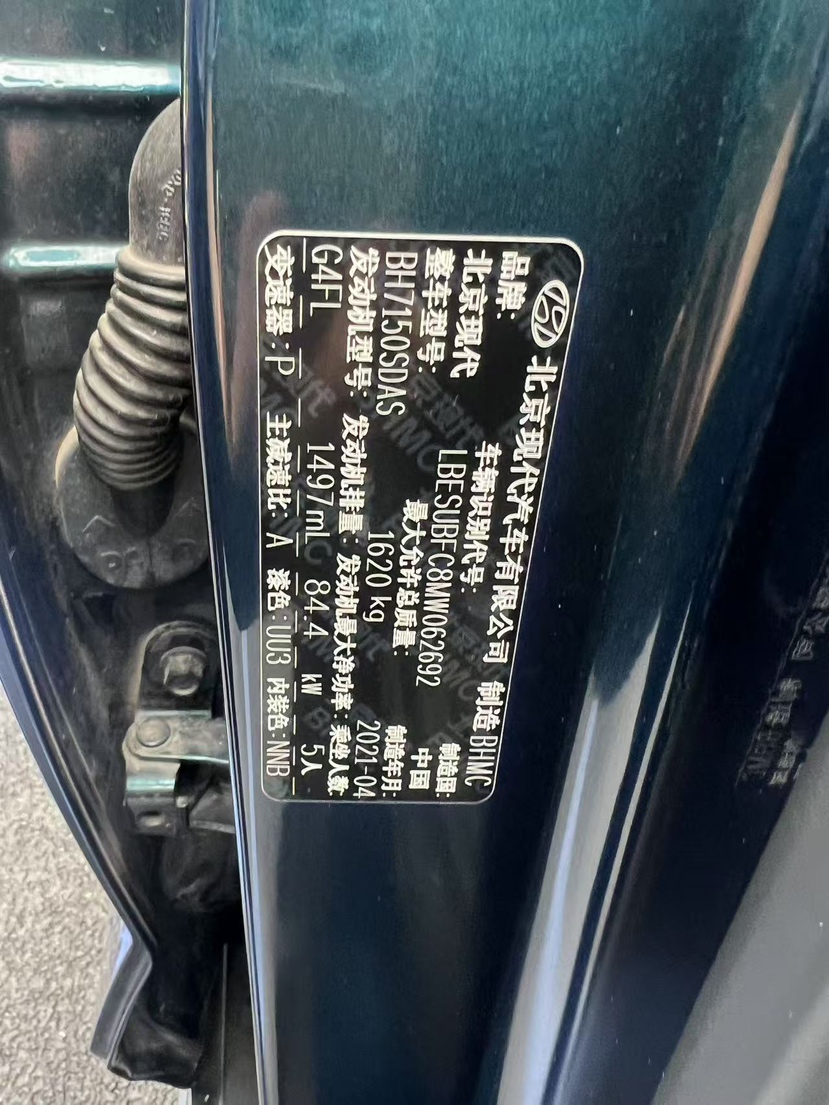 北京现代汽车有限公司 制造 BHMC
品牌: 车辆识别代号: 制造国:
北京现代 LBESUBFC8MW062692 中国
整车型号: 最大允许总质量: 制造年月:
BH7150SDAS 1620 kg 2021-04
发动机型号: 发动机排量: 发动机最大净功率: 乘坐人数
G4FL 1497mL 84.4 kW 5人
变速器: P 主减速比: A 漆色: UU3 内装色: NNB